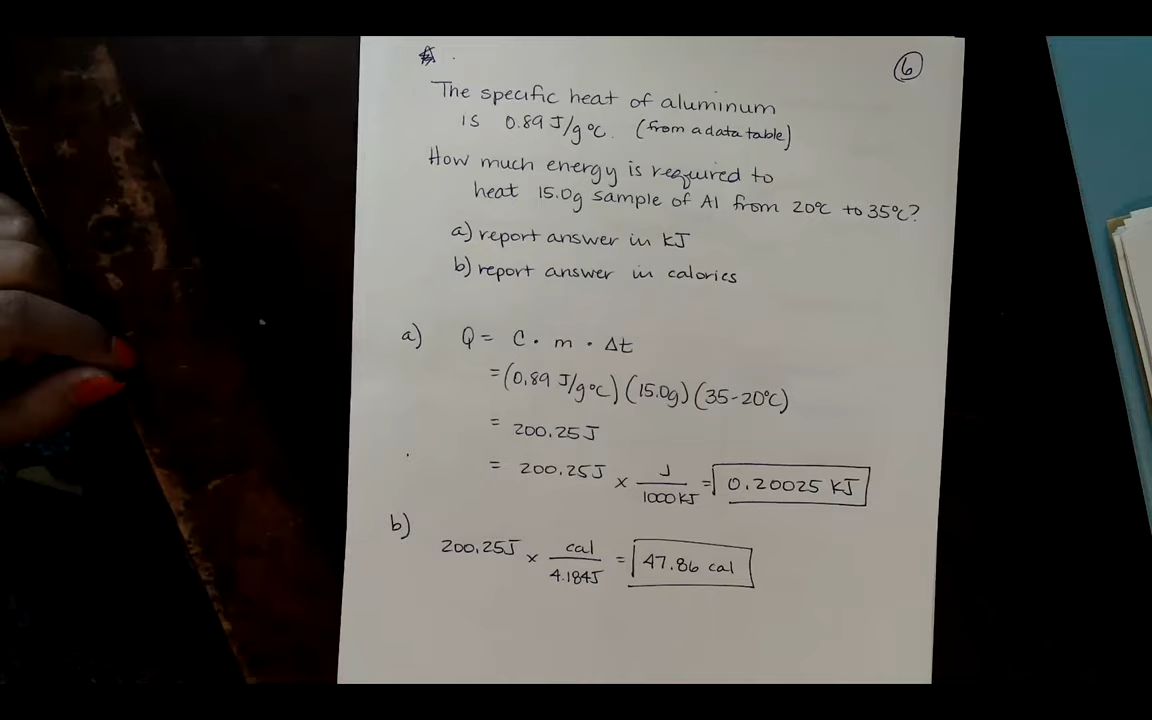 6
The specific heat of aluminum
is 0.89 J/g°C. (from a data table)
How much energy is required to
heat 15.0g sample of Al from 20°C to 35°C?
a) report answer in KJ
b) report answer in calories
a) Q = C · m · Δt
= (0.89 J/g°C) (15.0g) (35-20°C)
= 200.25J
= 200.25J x J/1000KJ = 0.20025 KJ
b)
200.25J x cal/4.184J = 47.86 cal